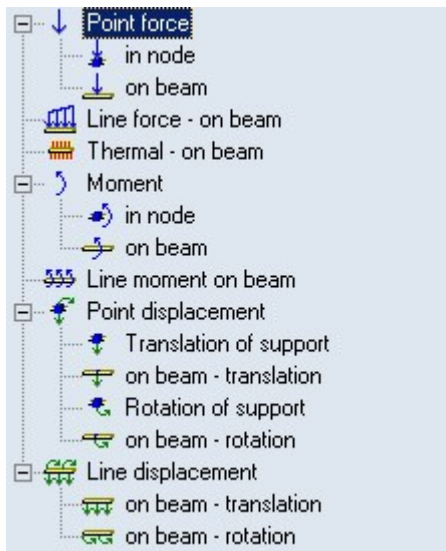 Point force
in node
on beam
Line force - on beam
Thermal - on beam
Moment
in node
on beam
Line moment on beam
Point displacement
Translation of support
on beam - translation
Rotation of support
on beam - rotation
Line displacement
on beam - translation
on beam - rotation